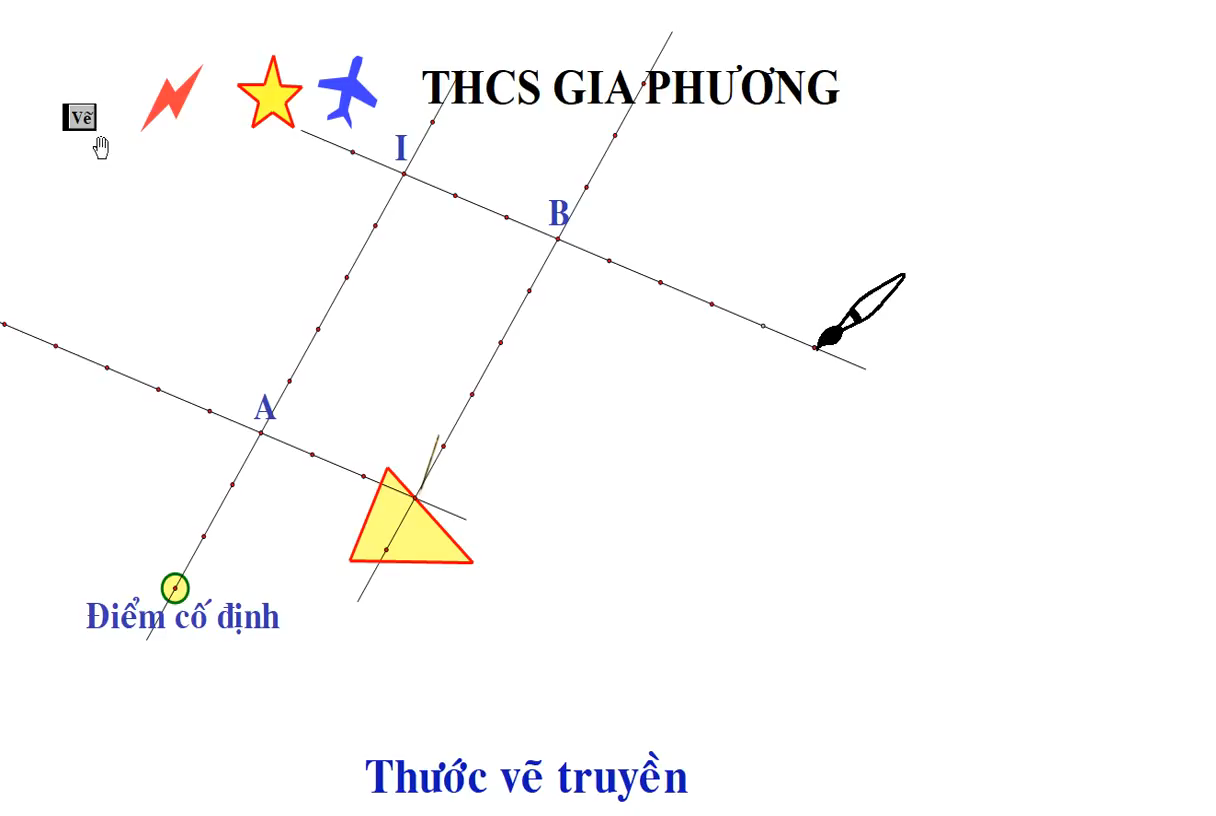 THCS GIA PHƯƠNG
Vẽ
I
B
A
Điểm cố định
Thước vẽ truyền